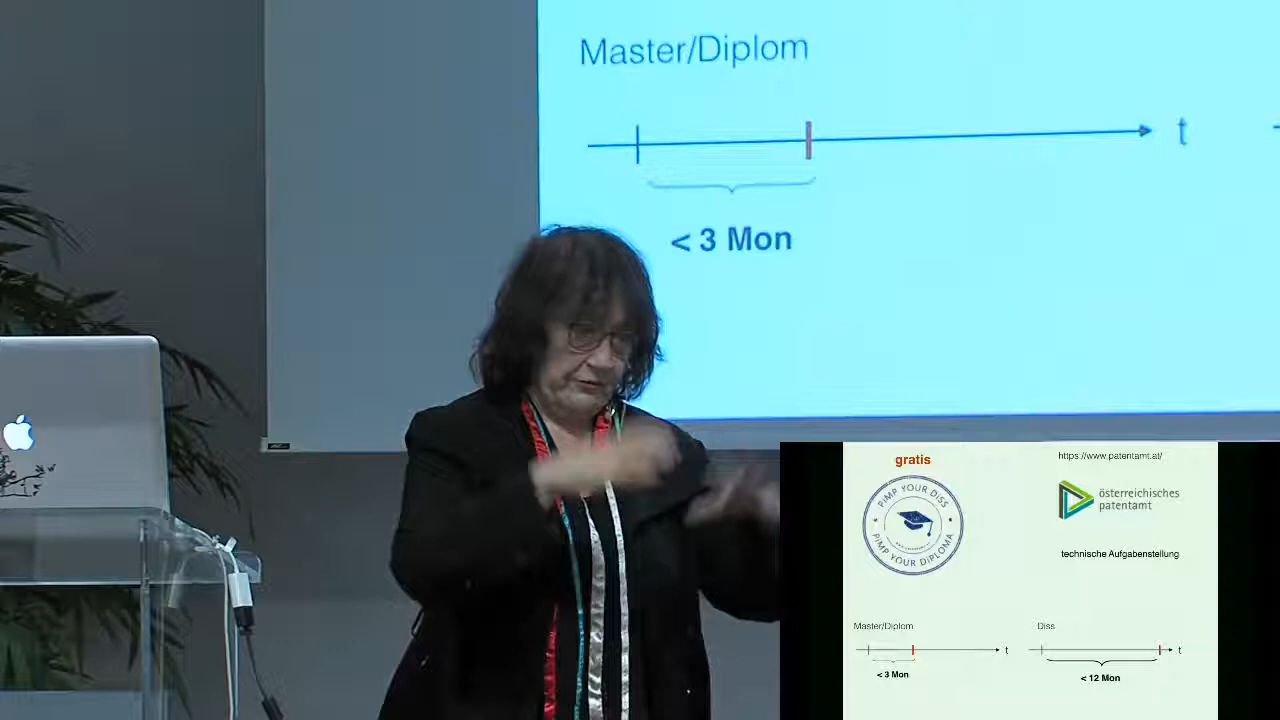 Master/Diplom
t
< 3 Mon
gratis
PiMP YOUR DiSS
PiMP YOUR DiPLOMA
https://www.patentamt.at/
österreichisches
patentamt
technische Aufgabenstellung
Master/Diplom
t
< 3 Mon
Diss
t
< 12 Mon